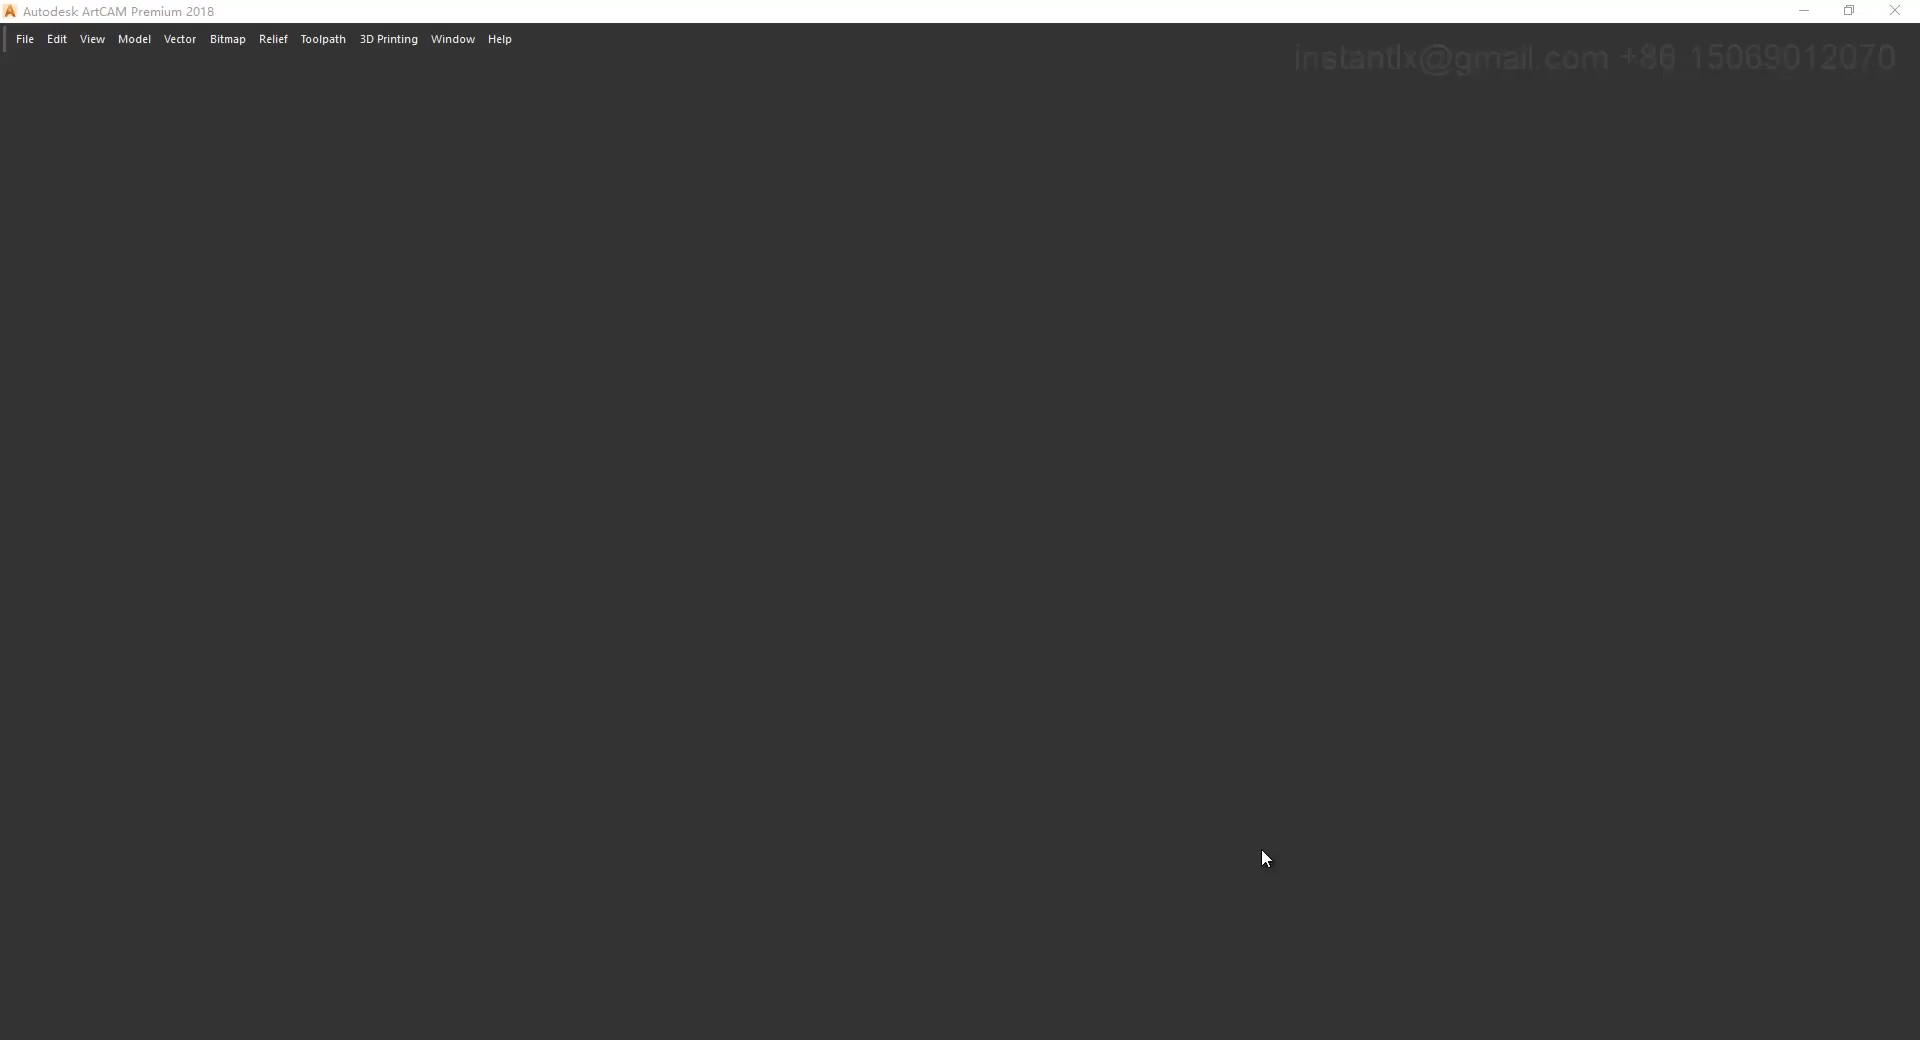 Autodesk ArtCAM Premium 2018
File Edit View Model Vector Bitmap Relief Toolpath 3D Printing Window Help
instantlx@gmail.com +86 15069012070